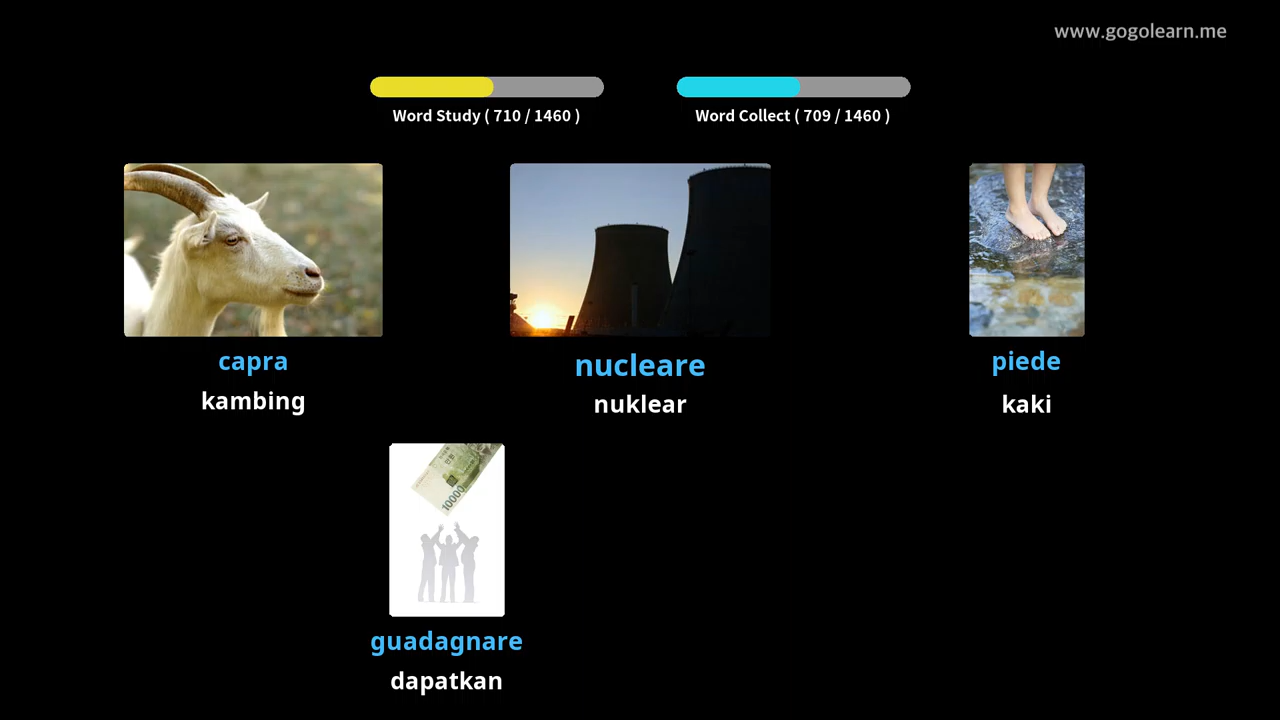 www.gogolearn.me
Word Study ( 710 / 1460 )
Word Collect ( 709 / 1460 )
capra
kambing
nucleare
nuklear
piede
kaki
10000
guadagnare
dapatkan